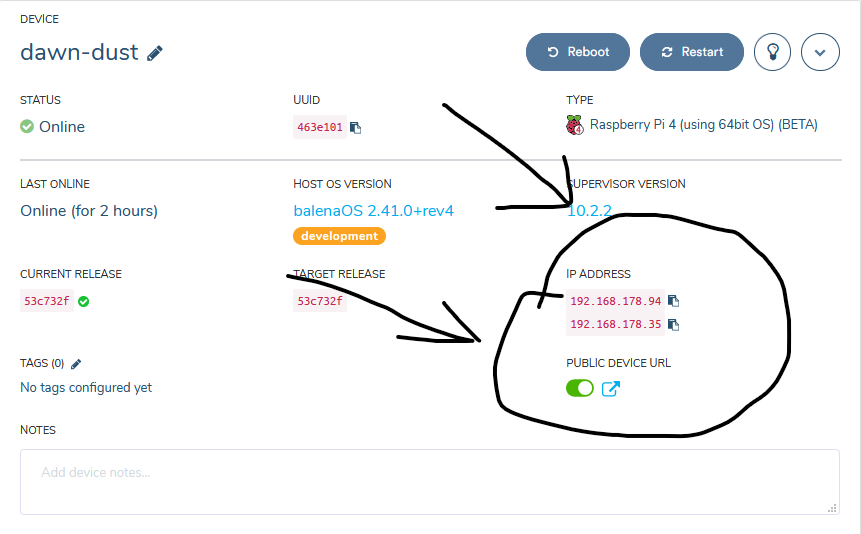 DEVICE
dawn-dust
Reboot
Restart
STATUS
UUID
TYPE
Online
463e101
Raspberry Pi 4 (using 64bit OS) (BETA)
LAST ONLINE
HOST OS VERSION
SUPERVISOR VERSION
Online (for 2 hours)
balenaOS 2.41.0+rev4
10.2.2
development
CURRENT RELEASE
TARGET RELEASE
IP ADDRESS
53c732f
53c732f
192.168.178.94
192.168.178.35
TAGS (0)
PUBLIC DEVICE URL
No tags configured yet
NOTES
Add device notes...